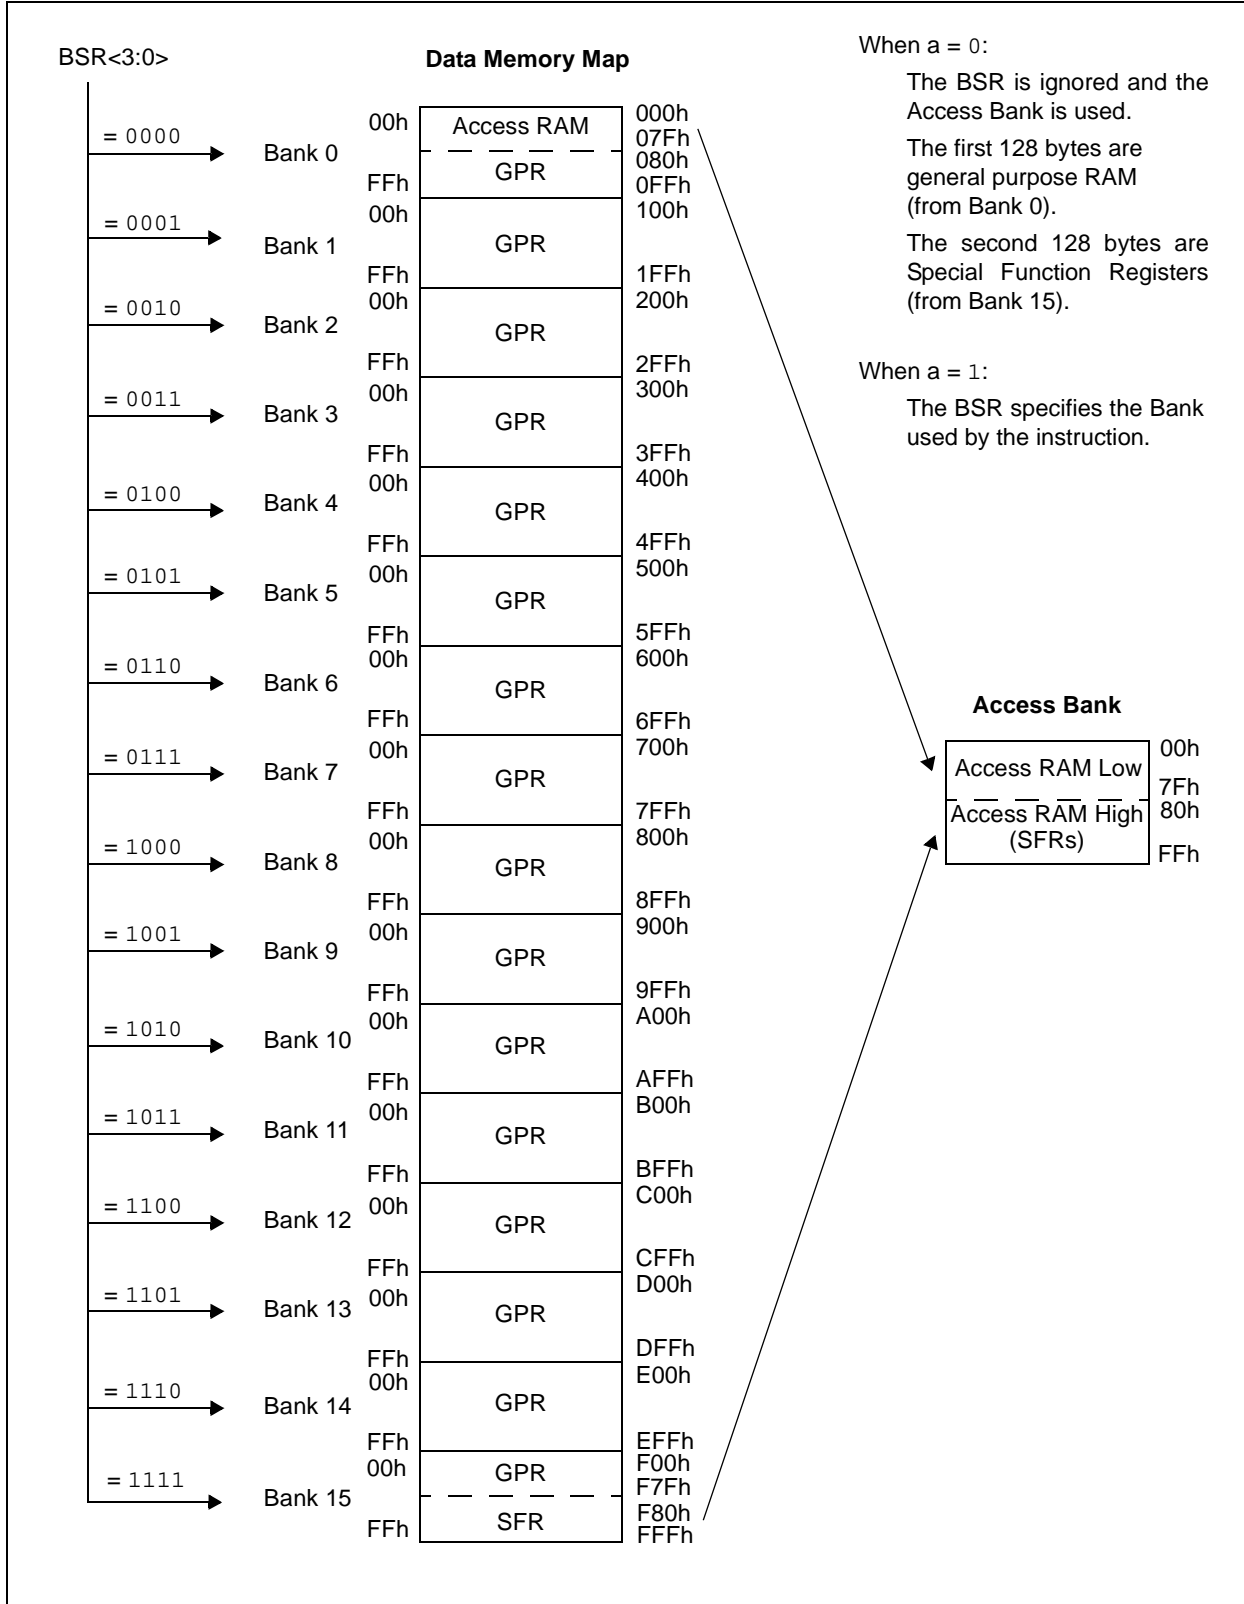 BSR<3:0>
Data Memory Map
When a = 0:
The BSR is ignored and the
Access Bank is used.
The first 128 bytes are
general purpose RAM
(from Bank 0).
The second 128 bytes are
Special Function Registers
(from Bank 15).
When a = 1:
The BSR specifies the Bank
used by the instruction.
= 0000
Bank 0
00h
Access RAM
000h
07Fh
080h
GPR
FFh
0FFh
= 0001
Bank 1
00h
100h
GPR
FFh
1FFh
= 0010
Bank 2
00h
200h
GPR
FFh
2FFh
= 0011
Bank 3
00h
300h
GPR
FFh
3FFh
= 0100
Bank 4
00h
400h
GPR
FFh
4FFh
= 0101
Bank 5
00h
500h
GPR
FFh
5FFh
= 0110
Bank 6
00h
600h
GPR
FFh
6FFh
= 0111
Bank 7
00h
700h
GPR
FFh
7FFh
= 1000
Bank 8
00h
800h
GPR
FFh
8FFh
= 1001
Bank 9
00h
900h
GPR
FFh
9FFh
= 1010
Bank 10
00h
A00h
GPR
FFh
AFFh
= 1011
Bank 11
00h
B00h
GPR
FFh
BFFh
= 1100
Bank 12
00h
C00h
GPR
FFh
CFFh
= 1101
Bank 13
00h
D00h
GPR
FFh
DFFh
= 1110
Bank 14
00h
E00h
GPR
FFh
EFFh
= 1111
Bank 15
00h
F00h
GPR
F7Fh
F80h
SFR
FFh
FFFh
Access Bank
00h
Access RAM Low
7Fh
80h
Access RAM High
(SFRs)
FFh